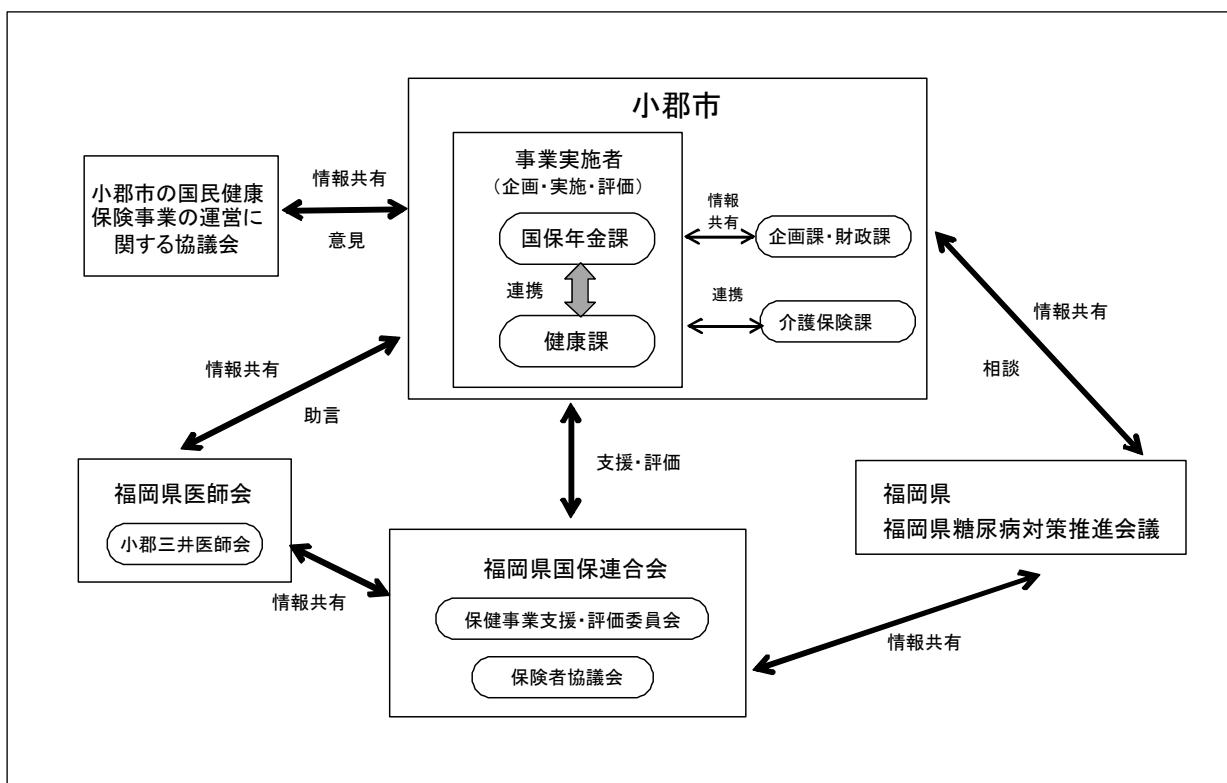 小郡市
事業実施者
（企画・実施・評価）
国保年金課
連携
健康課
情報
共有
企画課・財政課
連携
介護保険課
情報共有
意見
小郡市の国民健康
保険事業の運営に
関する協議会
情報共有
助言
情報共有
相談
支援・評価
福岡県医師会
小郡三井医師会
情報共有
福岡県国保連合会
保健事業支援・評価委員会
保険者協議会
福岡県
福岡県糖尿病対策推進会議
情報共有